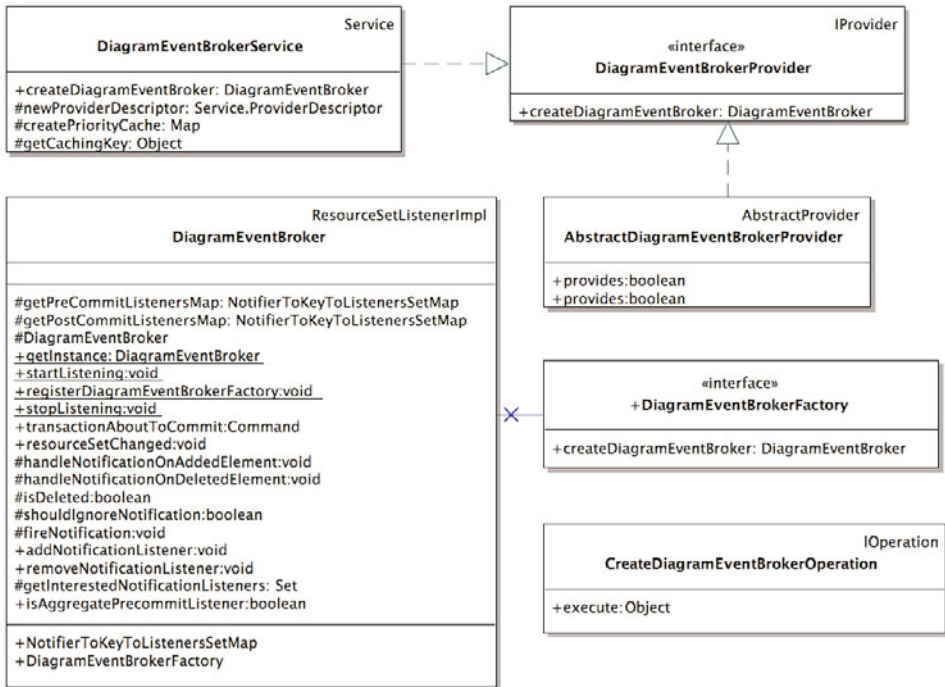 Service
DiagramEventBrokerService
+createDiagramEventBroker: DiagramEventBroker
#newProviderDescriptor: Service.ProviderDescriptor
#createPriorityCache: Map
#getCachingKey: Object
IProvider
«interface»
DiagramEventBrokerProvider
+createDiagramEventBroker: DiagramEventBroker
ResourceSetListenerImpl
DiagramEventBroker
#getPreCommitListenersMap: NotifierToKeyToListenersSetMap
#getPostCommitListenersMap: NotifierToKeyToListenersSetMap
#DiagramEventBroker
+getInstance: DiagramEventBroker
+startListening:void
+registerDiagramEventBrokerFactory:void
+stopListening:void
+transactionAboutToCommit:Command
+resourceSetChanged:void
#handleNotificationOnAddedElement:void
#handleNotificationOnDeletedElement:void
#isDeleted:boolean
#shouldIgnoreNotification:boolean
#fireNotification:void
+addNotificationListener:void
+removeNotificationListener:void
#getInterestedNotificationListeners: Set
+isAggregatePrecommitListener:boolean
+NotifierToKeyToListenersSetMap
+DiagramEventBrokerFactory
AbstractProvider
AbstractDiagramEventBrokerProvider
+provides:boolean
+provides:boolean
«interface»
+DiagramEventBrokerFactory
+createDiagramEventBroker: DiagramEventBroker
IOperation
CreateDiagramEventBrokerOperation
+execute:Object